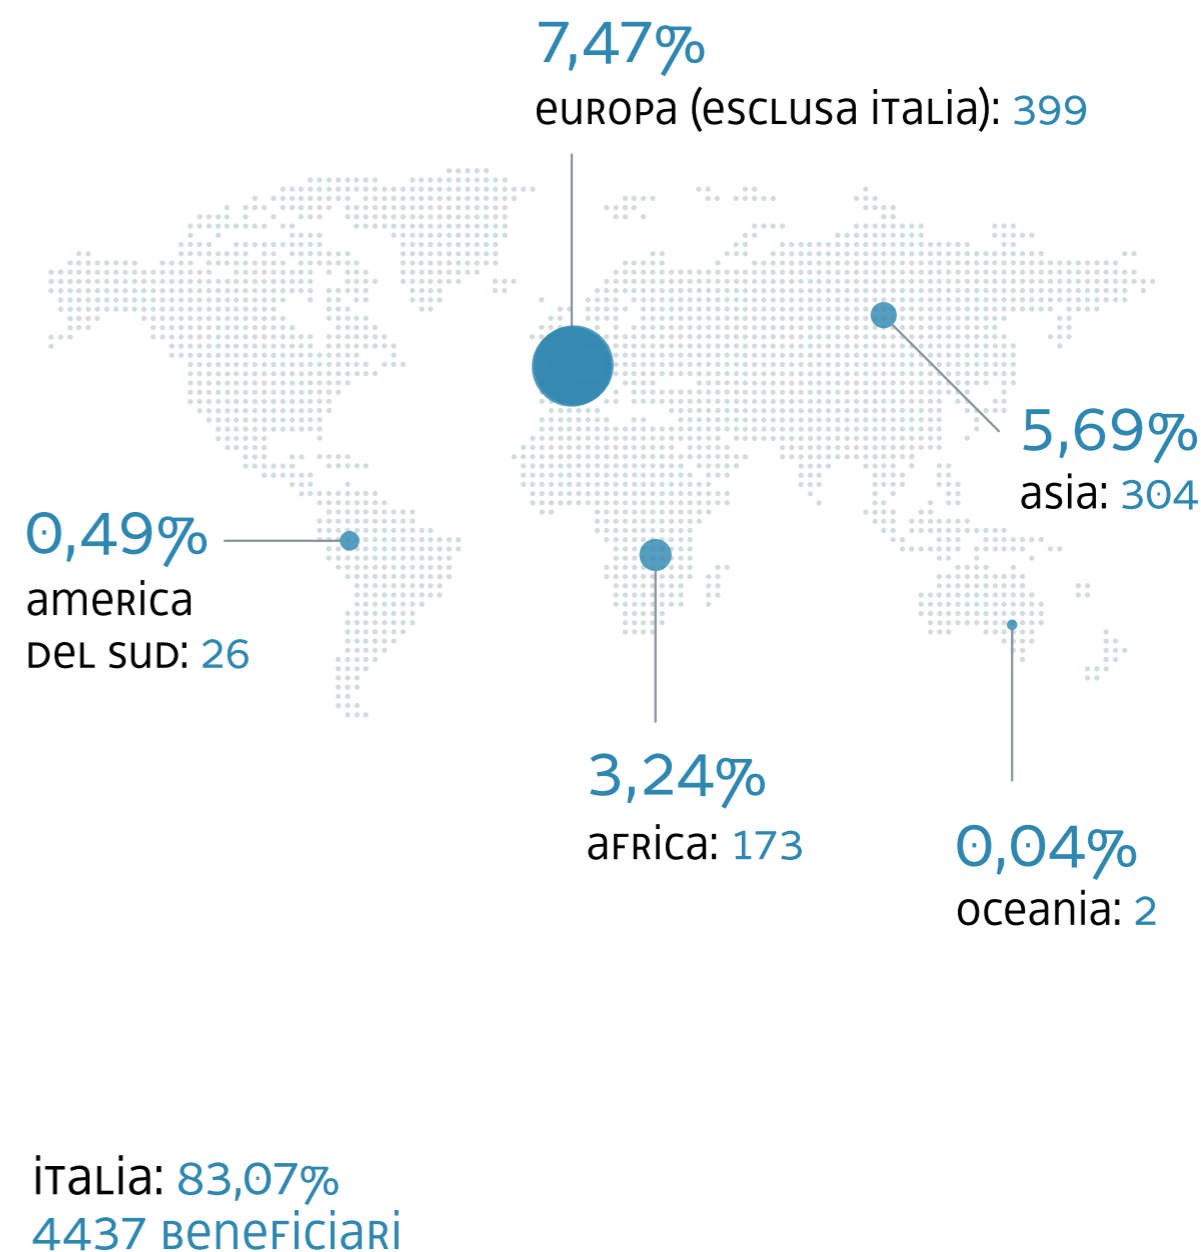 7,47%
europa (esclusa italia): 399
5,69%
asia: 304
0,49%
america
del sud: 26
3,24%
africa: 173
0,04%
oceania: 2
italia: 83,07%
4437 beneficiari